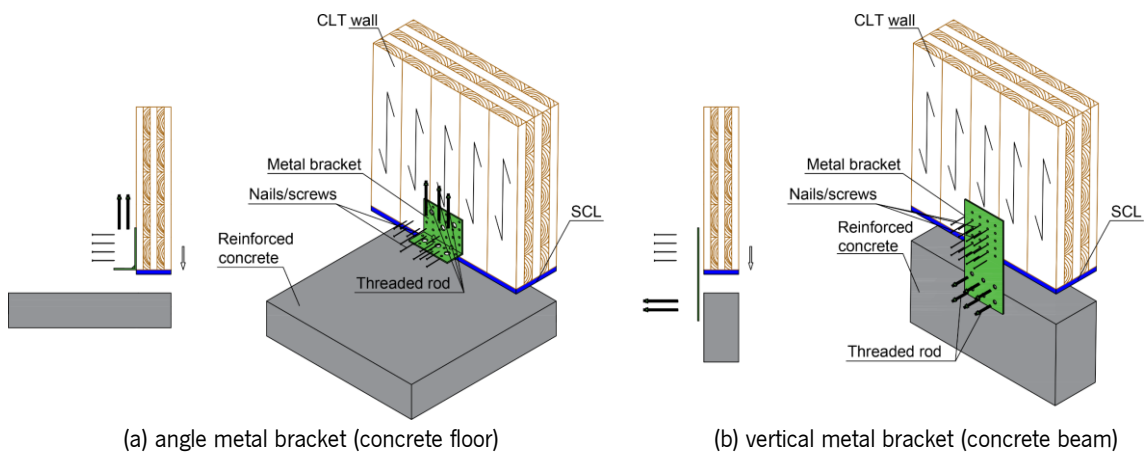 CLT wall
Metal bracket
Nails/screws
SCL
Reinforced
concrete
Threaded rod
(a) angle metal bracket (concrete floor)
CLT wall
Metal bracket
Nails/screws
SCL
Reinforced
concrete
Threaded rod
(b) vertical metal bracket (concrete beam)